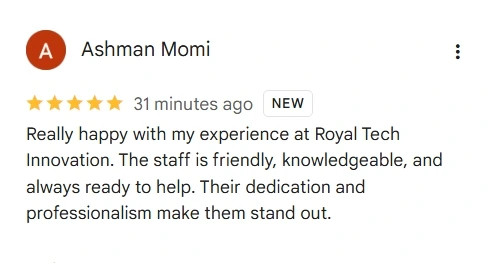 A
Ashman Momi
31 minutes ago NEW
Really happy with my experience at Royal Tech
Innovation. The staff is friendly, knowledgeable, and
always ready to help. Their dedication and
professionalism make them stand out.